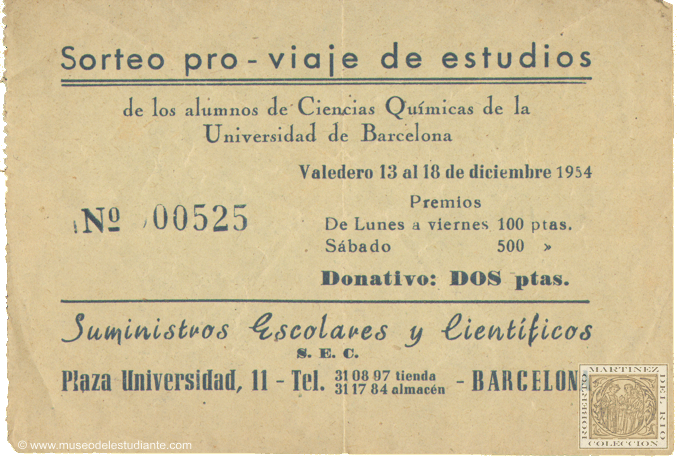 Sorteo pro - viaje de estudios
de los alumnos de Ciencias Químicas de la
Universidad de Barcelona
Valedero 13 al 18 de diciembre 1954
Nº 00525
Premios
De Lunes a viernes 100 ptas.
Sábado 500 »
Donativo: DOS ptas.
Suministros Escolares y Científicos
S. E. C.
Plaza Universidad, 11 - Tel. 31 08 97 tienda
31 17 84 almacén - BARCELONA
© www.museodelestudiante.com
ROBERTO MARTINEZ DEL RIO
COLECCION